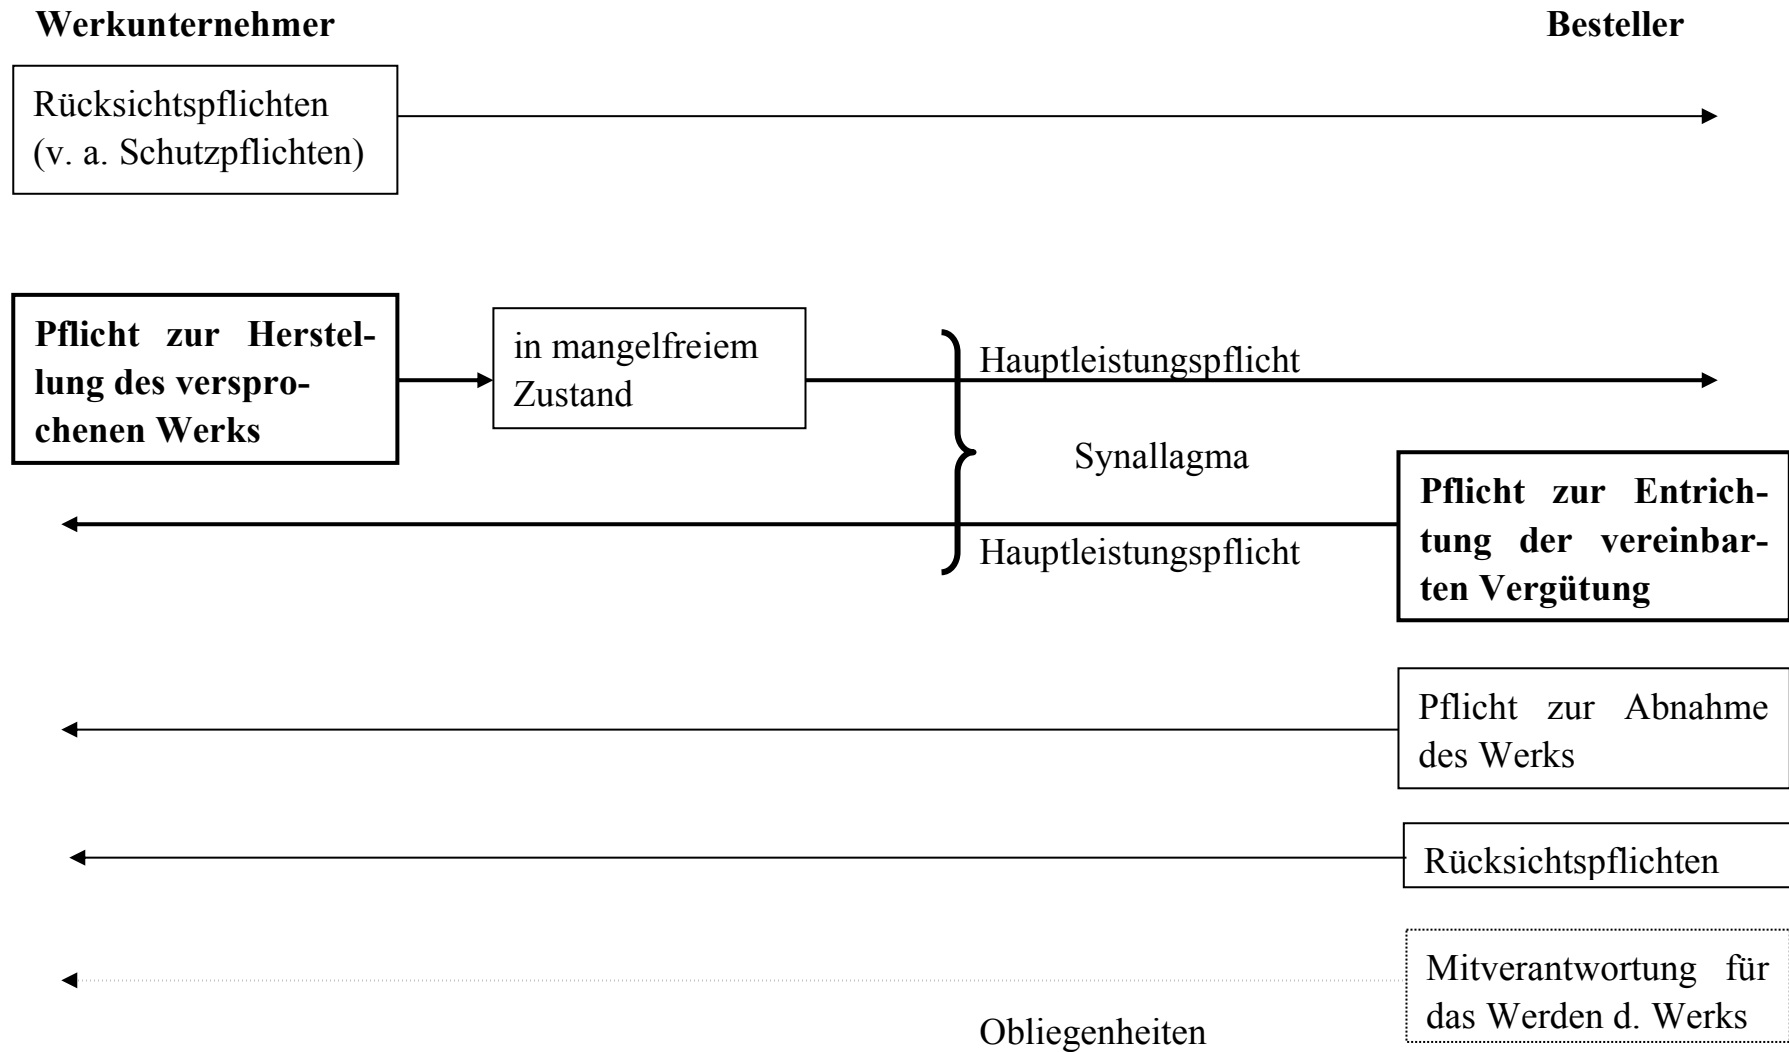 Werkunternehmer
Besteller
Rücksichtspflichten
(v. a. Schutzpflichten)
Pflicht zur Herstel-
lung des verspro-
chenen Werks
in mangelfreiem
Zustand
Hauptleistungspflicht
Synallagma
Hauptleistungspflicht
Pflicht zur Entrich-
tung der vereinbar-
ten Vergütung
Pflicht zur Abnahme
des Werks
Rücksichtspflichten
Mitverantwortung für
das Werden d. Werks
Obliegenheiten